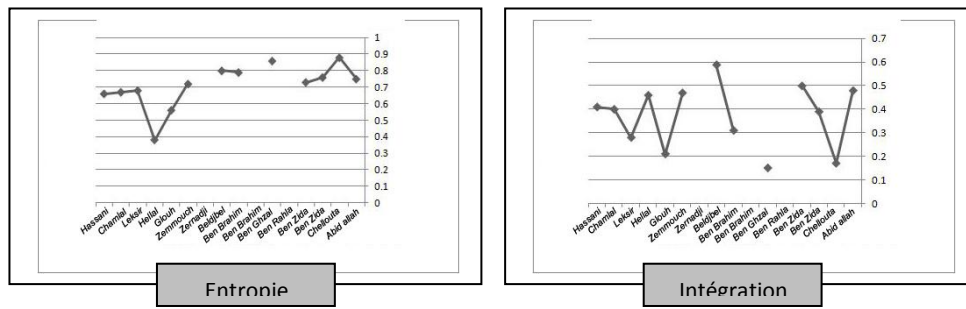 1
0.9
0.8
0.7
0.6
0.5
0.4
0.3
0.2
0.1
0
Hassani
Chamlal
Leksir
Hellal
Glouh
Zemmouch
Zernadji
Beldjbel
Ben Brahim
Ben Brahim
Ben Ghzal
Ben Rahla
Ben Zida
Ben Zida
Chellouta
Abid allah
Entropie
0.7
0.6
0.5
0.4
0.3
0.2
0.1
0
Hassani
Chamlal
Leksir
Hellal
Glouh
Zemmouch
Zernadji
Beldjbel
Ben Brahim
Ben Brahim
Ben Ghzal
Ben Rahla
Ben Zida
Ben Zida
Chellouta
Abid allah
Intégration